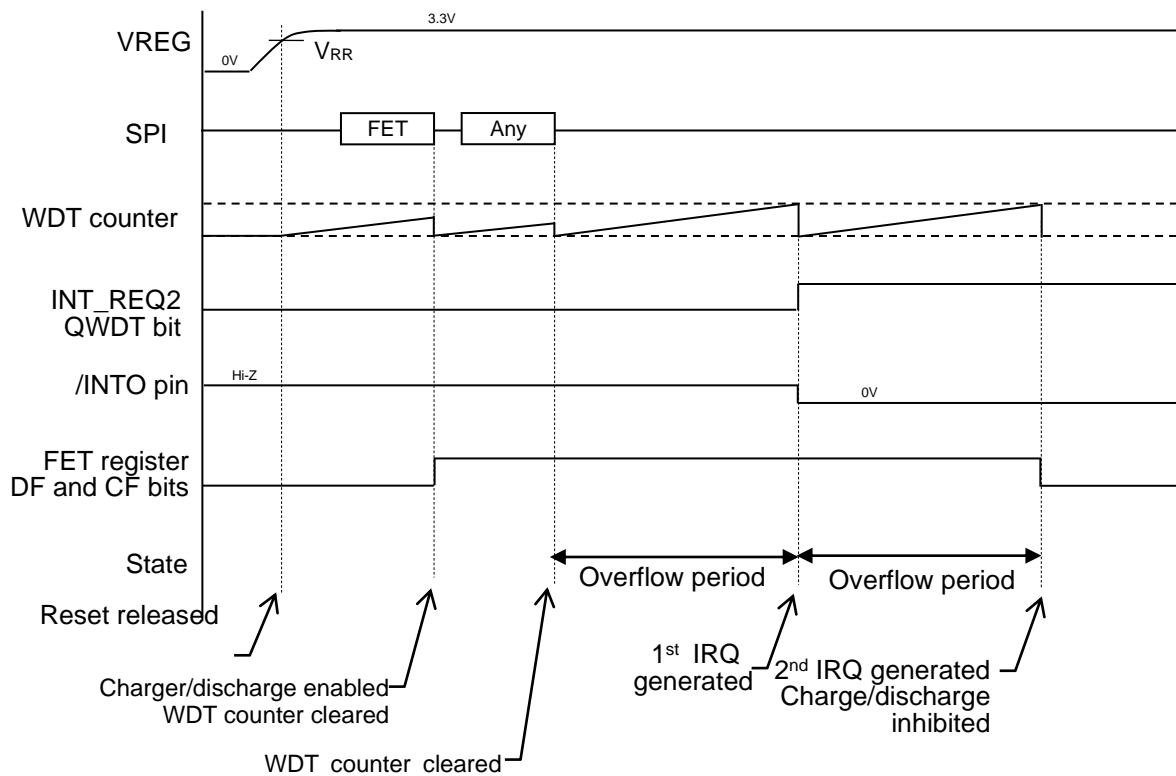 3.3V
VREG
0V
VRR
SPI
FET
Any
WDT counter
INT_REQ2
QWDT bit
/INTO pin
Hi-Z
0V
FET register
DF and CF bits
State
Overflow period
Overflow period
Reset released
1st IRQ
generated
2nd IRQ generated
Charge/discharge
inhibited
Charger/discharge enabled
WDT counter cleared
WDT counter cleared